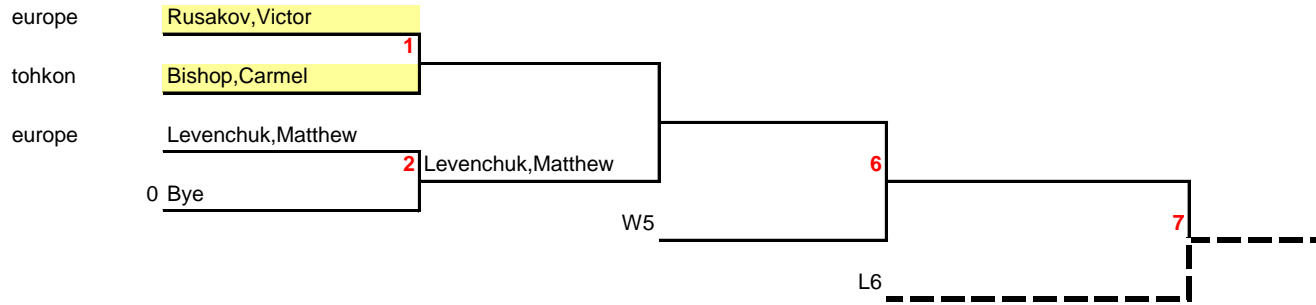 europe Rusakov,Victor
1
tohkon Bishop,Carmel
europe Levenchuk,Matthew
2 Levenchuk,Matthew 6
0 Bye
W5 7
L6